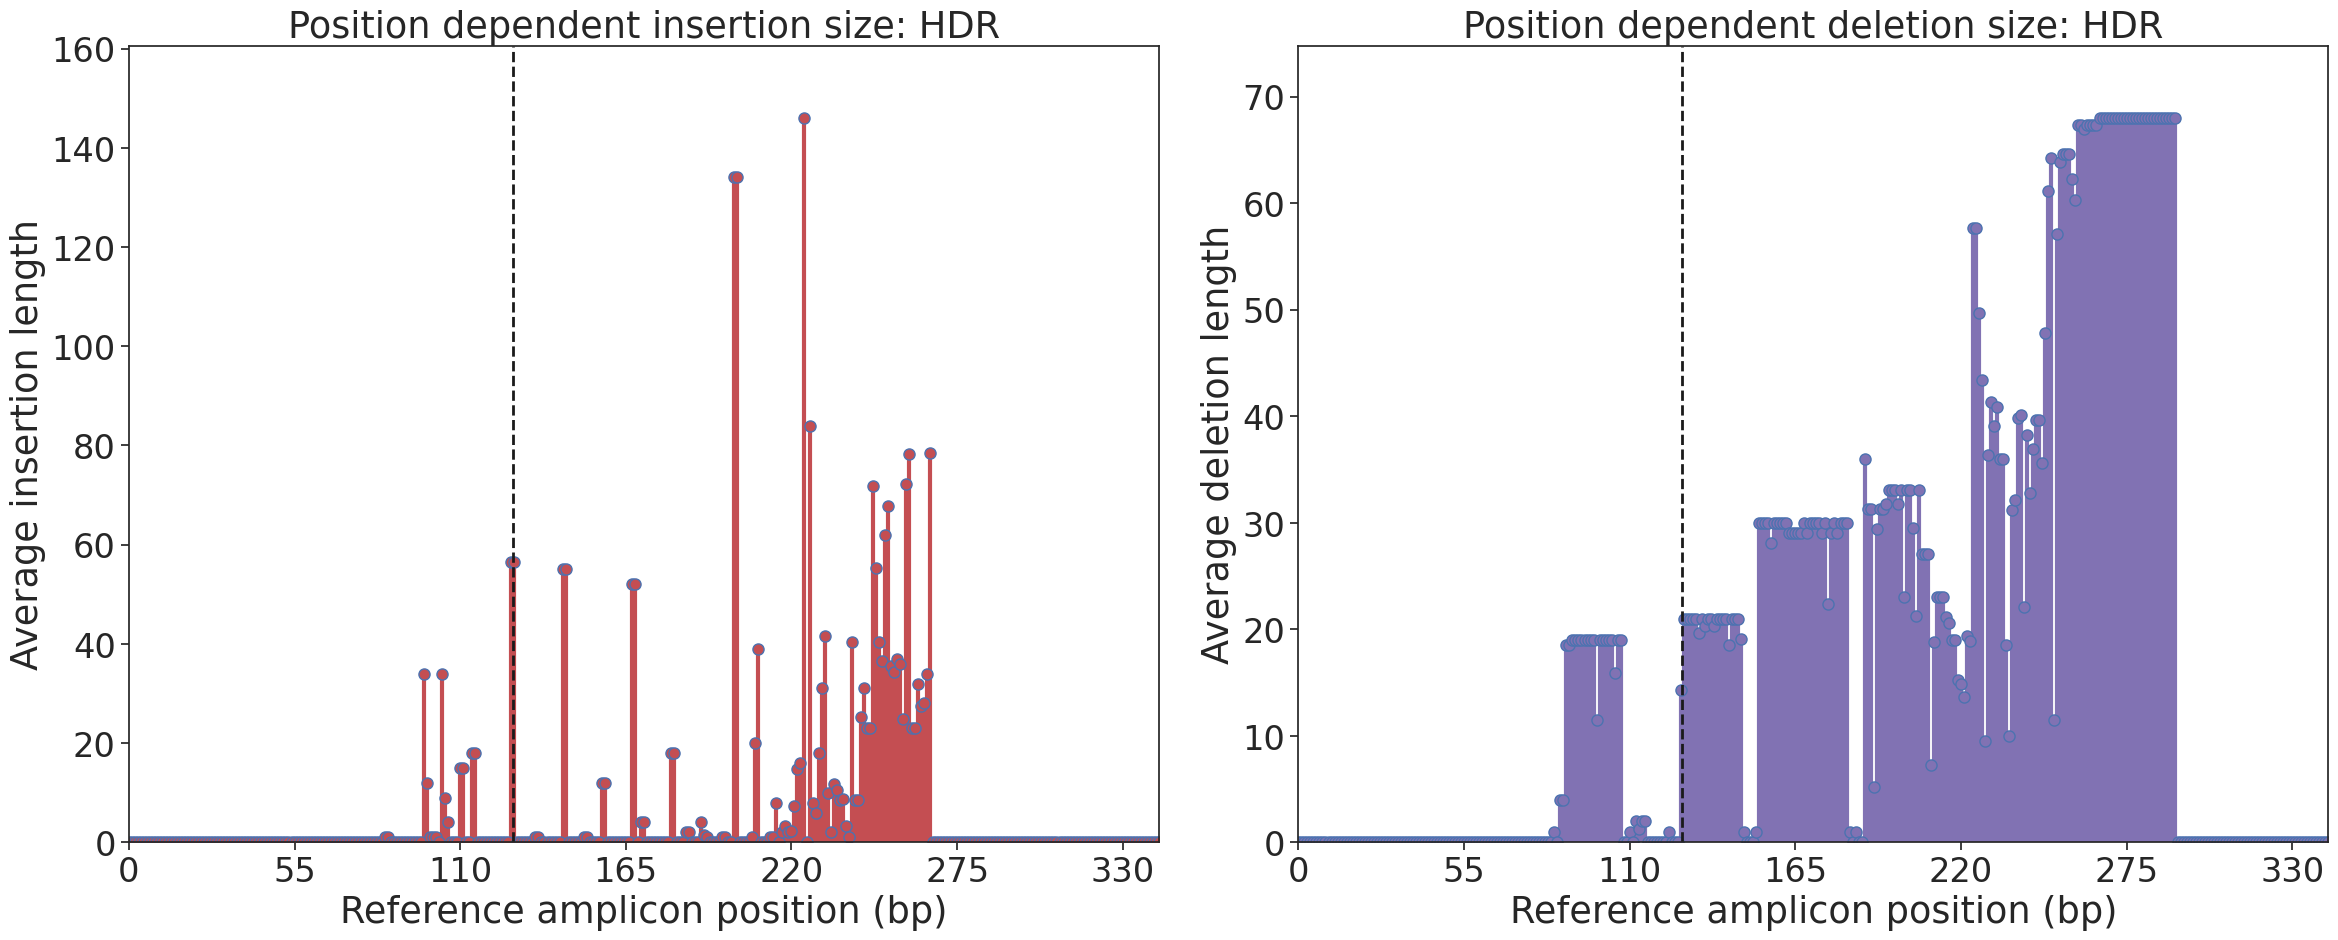 Position dependent insertion size: HDR
Average insertion length
160
140
120
100
80
60
40
20
0
0 55 110 165 220 275 330
Reference amplicon position (bp)
Position dependent deletion size: HDR
Average deletion length
70
60
50
40
30
20
10
0
0 55 110 165 220 275 330
Reference amplicon position (bp)